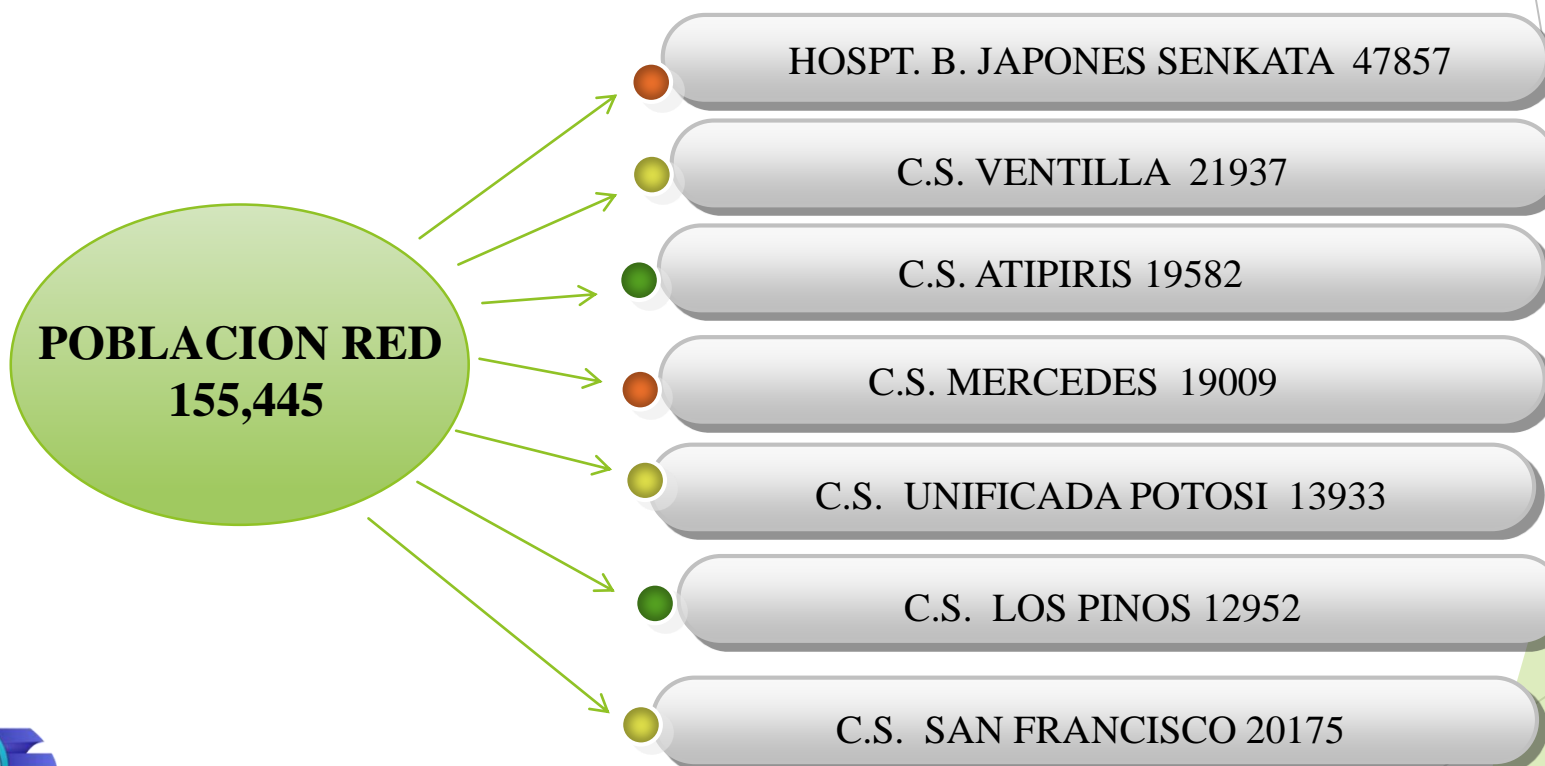 HOSPT. B. JAPONES SENKATA 47857
C.S. VENTILLA 21937
C.S. ATIPIRIS 19582
POBLACION RED
155,445
C.S. MERCEDES 19009
C.S. UNIFICADA POTOSI 13933
C.S. LOS PINOS 12952
C.S. SAN FRANCISCO 20175